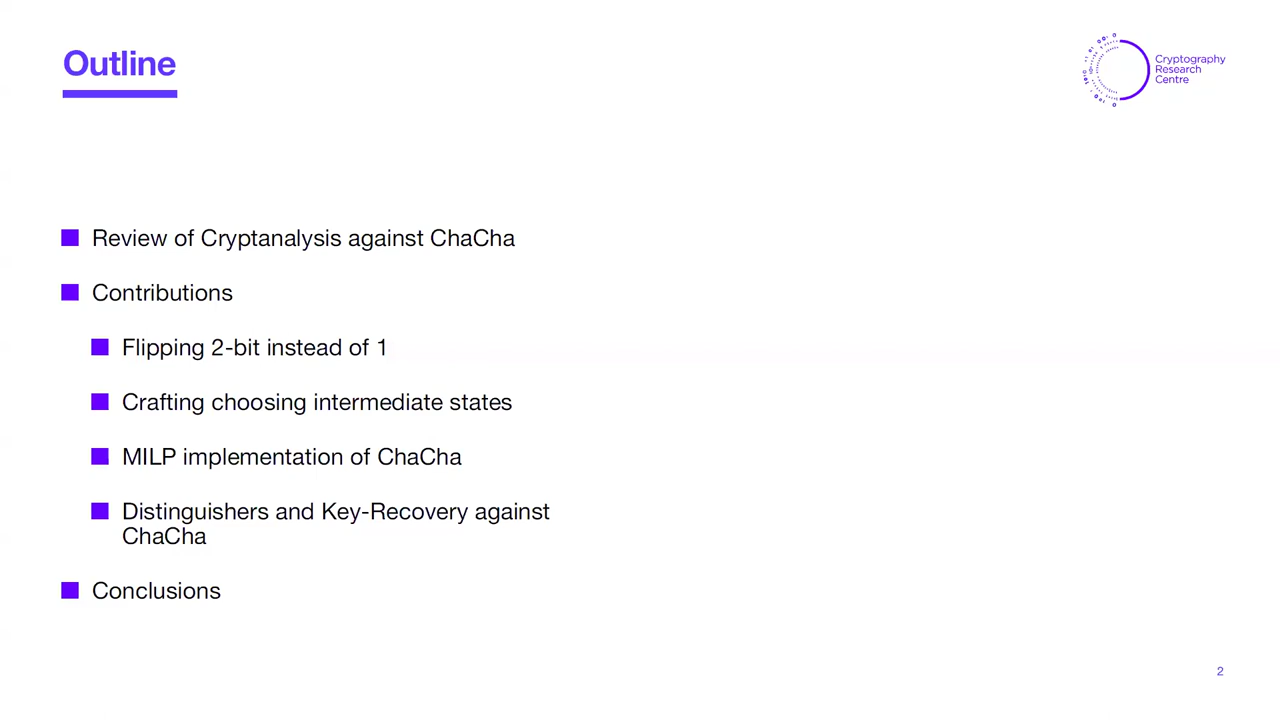 Outline
Cryptography
Research
Centre
Review of Cryptanalysis against ChaCha
Contributions
Flipping 2-bit instead of 1
Crafting choosing intermediate states
MILP implementation of ChaCha
Distinguishers and Key-Recovery against
ChaCha
Conclusions
2